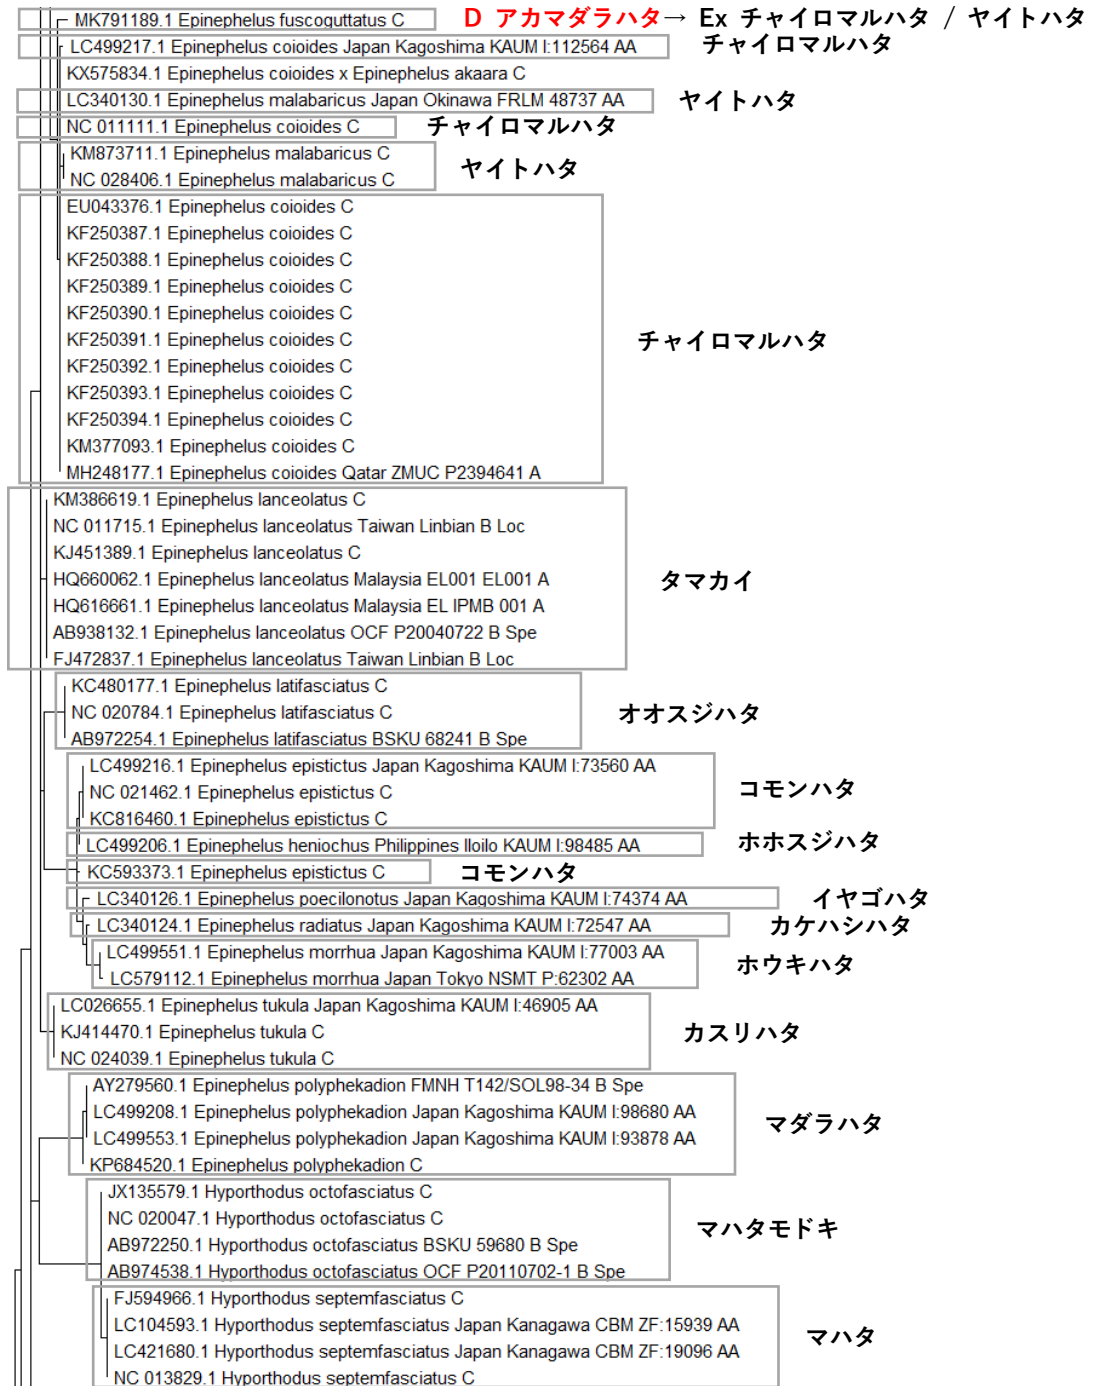 MK791189.1 Epinephelus fuscoguttatus C D アカマダラハタ→ Ex チャイロマルハタ / ヤイトハタ
LC499217.1 Epinephelus coioides Japan Kagoshima KAUM I:112564 AA チャイロマルハタ
KX575834.1 Epinephelus coioides x Epinephelus akaara C
LC340130.1 Epinephelus malabaricus Japan Okinawa FRLM 48737 AA ヤイトハタ
NC 011111.1 Epinephelus coioides C チャイロマルハタ
KM873711.1 Epinephelus malabaricus C
ヤイトハタ
NC 028406.1 Epinephelus malabaricus C
EU043376.1 Epinephelus coioides C
KF250387.1 Epinephelus coioides C
KF250388.1 Epinephelus coioides C
KF250389.1 Epinephelus coioides C
KF250390.1 Epinephelus coioides C
KF250391.1 Epinephelus coioides C チャイロマルハタ
KF250392.1 Epinephelus coioides C
KF250393.1 Epinephelus coioides C
KF250394.1 Epinephelus coioides C
KM377093.1 Epinephelus coioides C
MH248177.1 Epinephelus coioides Qatar ZMUC P2394641 A
KM386619.1 Epinephelus lanceolatus C
NC 011715.1 Epinephelus lanceolatus Taiwan Linbian B Loc
KJ451389.1 Epinephelus lanceolatus C
HQ660062.1 Epinephelus lanceolatus Malaysia EL001 EL001 A タマカイ
HQ616661.1 Epinephelus lanceolatus Malaysia EL IPMB 001 A
AB938132.1 Epinephelus lanceolatus OCF P20040722 B Spe
FJ472837.1 Epinephelus lanceolatus Taiwan Linbian B Loc
KC480177.1 Epinephelus latifasciatus C
NC 020784.1 Epinephelus latifasciatus C オオスジハタ
AB972254.1 Epinephelus latifasciatus BSKU 68241 B Spe
LC499216.1 Epinephelus epistictus Japan Kagoshima KAUM I:73560 AA
NC 021462.1 Epinephelus epistictus C コモンハタ
KC816460.1 Epinephelus epistictus C
LC499206.1 Epinephelus heniochus Philippines Iloilo KAUM I:98485 AA ホホスジハタ
KC593373.1 Epinephelus epistictus C コモンハタ
LC340126.1 Epinephelus poecilonotus Japan Kagoshima KAUM I:74374 AA イヤゴハタ
LC340124.1 Epinephelus radiatus Japan Kagoshima KAUM I:72547 AA カケハシハタ
LC499551.1 Epinephelus morrhua Japan Kagoshima KAUM I:77003 AA
ホウキハタ
LC579112.1 Epinephelus morrhua Japan Tokyo NSMT P:62302 AA
LC026655.1 Epinephelus tukula Japan Kagoshima KAUM I:46905 AA
KJ414470.1 Epinephelus tukula C カスリハタ
NC 024039.1 Epinephelus tukula C
AY279560.1 Epinephelus polyphekadion FMNH T142/SOL98-34 B Spe
LC499208.1 Epinephelus polyphekadion Japan Kagoshima KAUM I:98680 AA
マダラハタ
LC499553.1 Epinephelus polyphekadion Japan Kagoshima KAUM I:93878 AA
KP684520.1 Epinephelus polyphekadion C
JX135579.1 Hyporthodus octofasciatus C
NC 020047.1 Hyporthodus octofasciatus C
マハタモドキ
AB972250.1 Hyporthodus octofasciatus BSKU 59680 B Spe
AB974538.1 Hyporthodus octofasciatus OCF P20110702-1 B Spe
FJ594966.1 Hyporthodus septemfasciatus C
LC104593.1 Hyporthodus septemfasciatus Japan Kanagawa CBM ZF:15939 AA
マハタ
LC421680.1 Hyporthodus septemfasciatus Japan Kanagawa CBM ZF:19096 AA
NC 013829.1 Hyporthodus septemfasciatus C